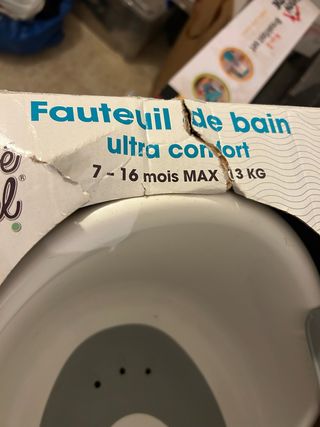 Fauteuil de bain
ultra confort
7 - 16 mois MAX 13 KG